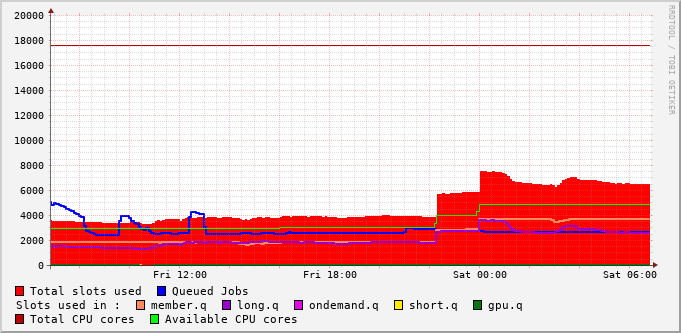 RRDTOOL / TOBI OETIKER
20000
18000
16000
14000
12000
10000
8000
6000
4000
2000
0
Fri 12:00 Fri 18:00 Sat 00:00 Sat 06:00
Total slots used Queued Jobs
Slots used in : member.q long.q ondemand.q short.q gpu.q
Total CPU cores Available CPU cores